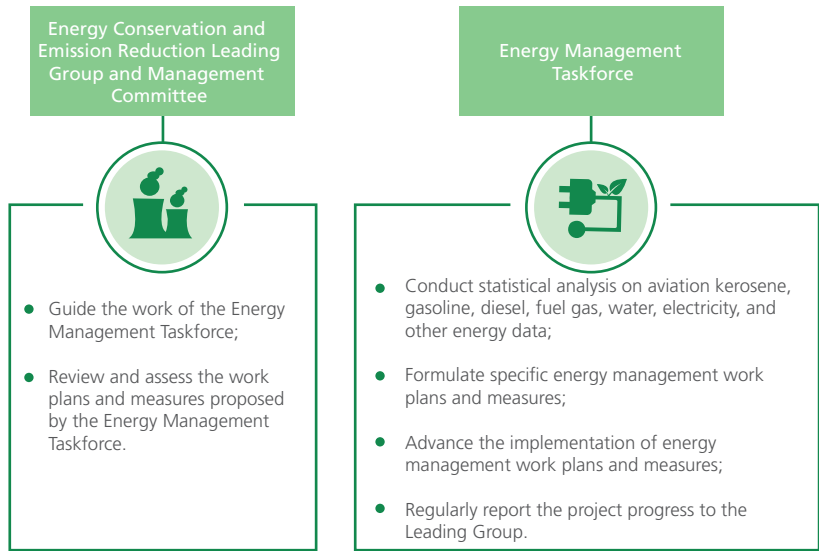 Energy Conservation and
Emission Reduction Leading
Group and Management
Committee
Guide the work of the Energy
Management Taskforce;
Review and assess the work
plans and measures proposed
by the Energy Management
Taskforce.
Energy Management
Taskforce
Conduct statistical analysis on aviation kerosene,
gasoline, diesel, fuel gas, water, electricity, and
other energy data;
Formulate specific energy management work
plans and measures;
Advance the implementation of energy
management work plans and measures;
Regularly report the project progress to the
Leading Group.